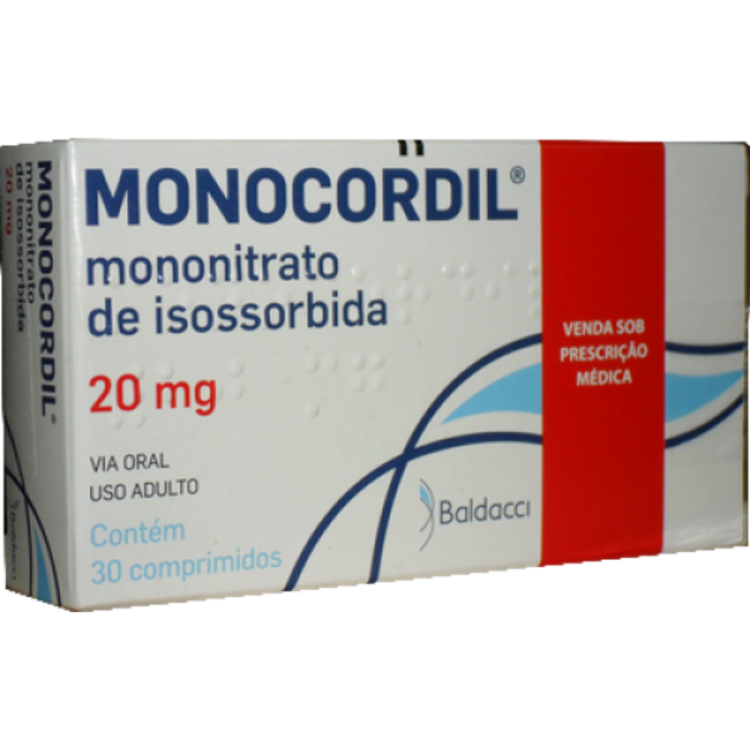 MONOCORDIL®
mononitrato
de isossorbida
20 mg
VIA ORAL
USO ADULTO
Contém
30 comprimidos
Baldacci
VENDA SOB
PRESCRIÇÃO
MÉDICA
MONOCORDIL®
mononitrato
de isossorbida
20 mg